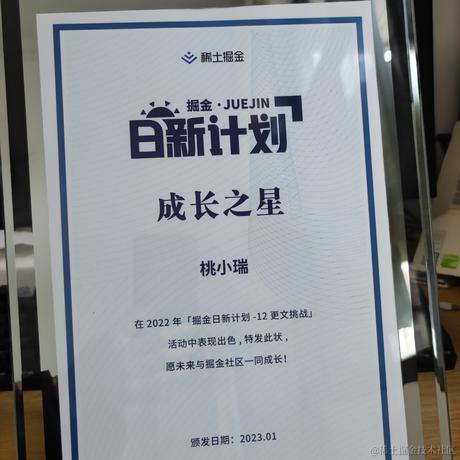 稀土掘金
掘金·JUEJIN
日新计划
成长之星
桃小瑞
在 2022 年「掘金日新计划 -12 更文挑战」
活动中表现出色 , 特发此状 ,
愿未来与掘金社区一同成长!
颁发日期：2023.01
@稀土掘金技术社区